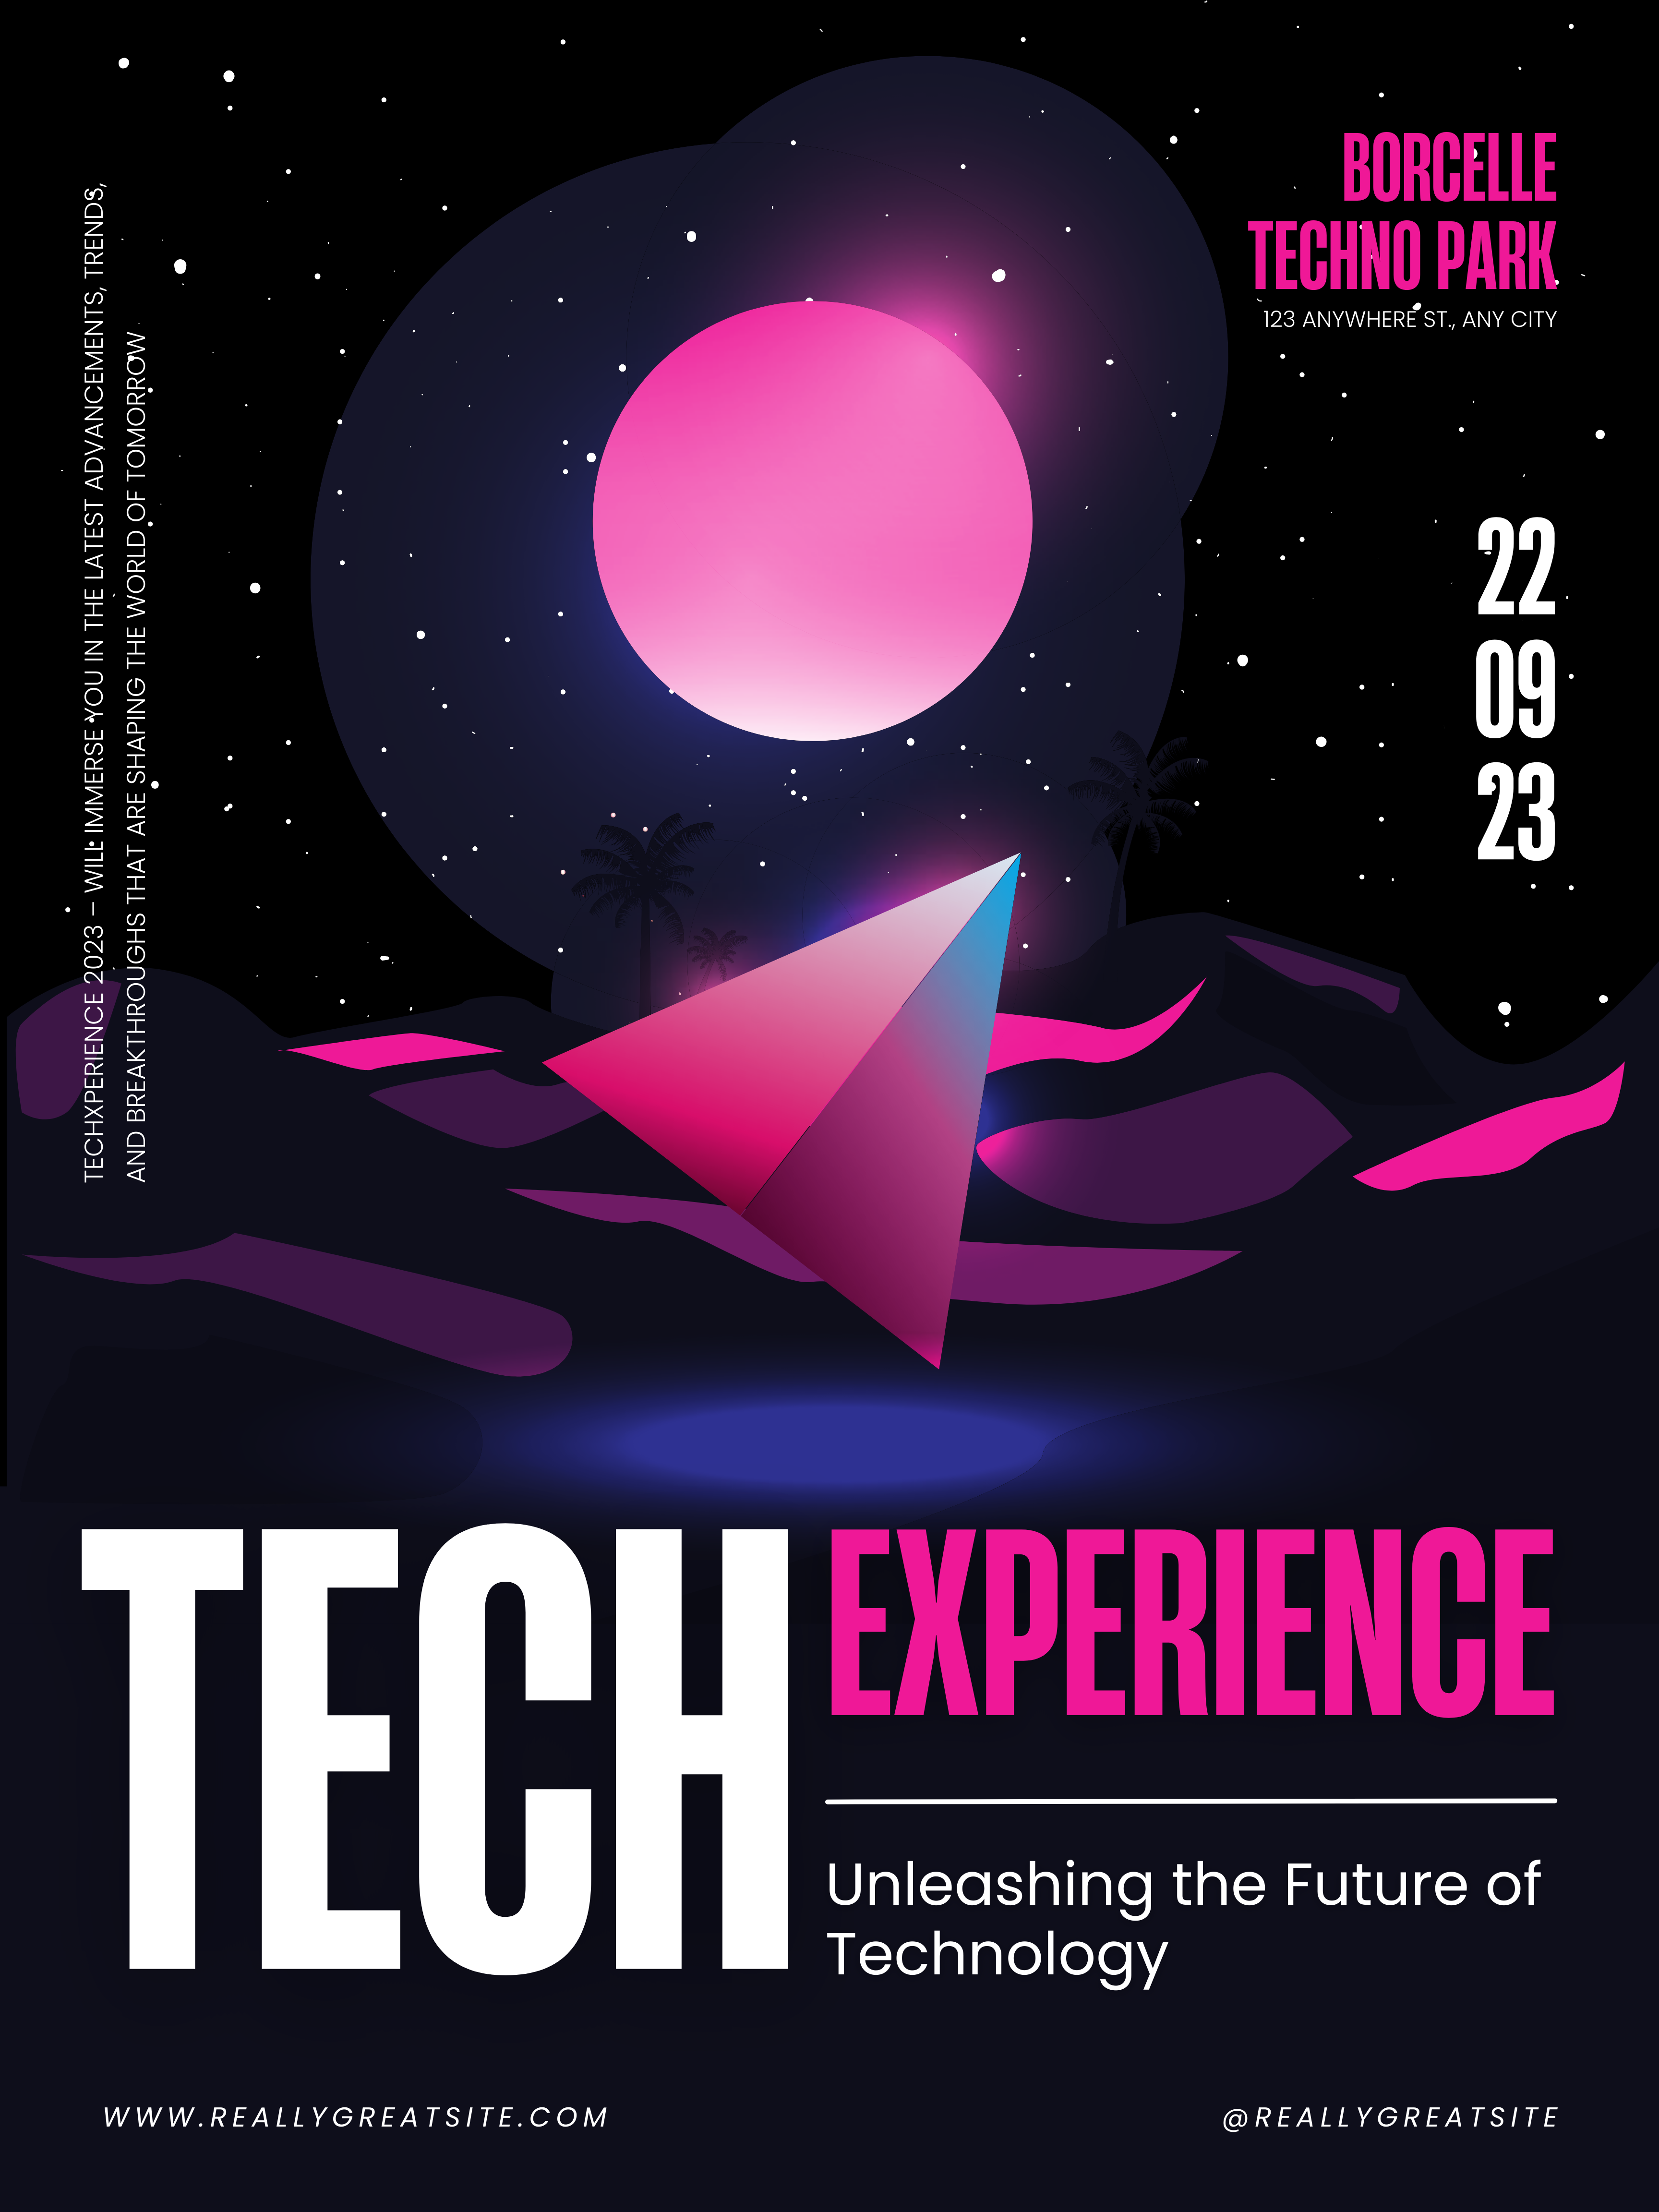 BORCELLE
TECHNO PARK
123 ANYWHERE ST., ANY CITY
22
09
23
TECHXPERIENCE 2023 – WILL IMMERSE YOU IN THE LATEST ADVANCEMENTS, TRENDS,
AND BREAKTHROUGHS THAT ARE SHAPING THE WORLD OF TOMORROW
TECH
EXPERIENCE
Unleashing the Future of
Technology
WWW.REALLYGREATSITE.COM
@REALLYGREATSITE